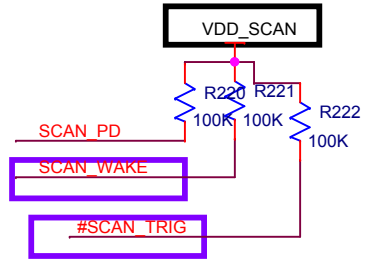 VDD_SCAN
R220 R221
R222
100K 100K
100K
SCAN_PD
SCAN_WAKE
#SCAN_TRIG